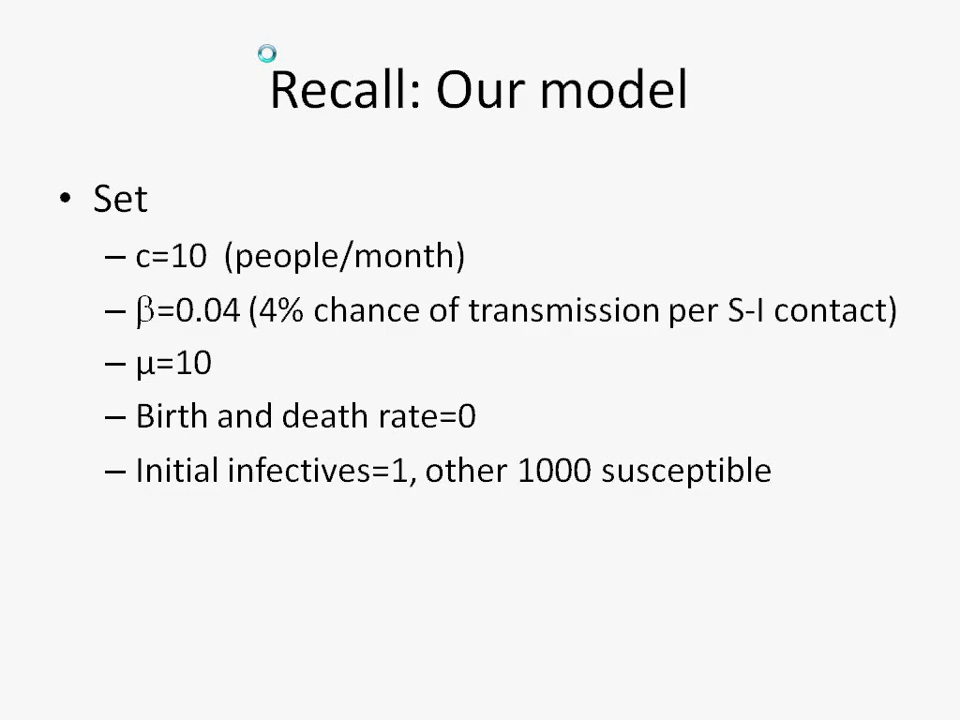 Recall: Our model
• Set
– c=10 (people/month)
– β=0.04 (4% chance of transmission per S-I contact)
– μ=10
– Birth and death rate=0
– Initial infectives=1, other 1000 susceptible